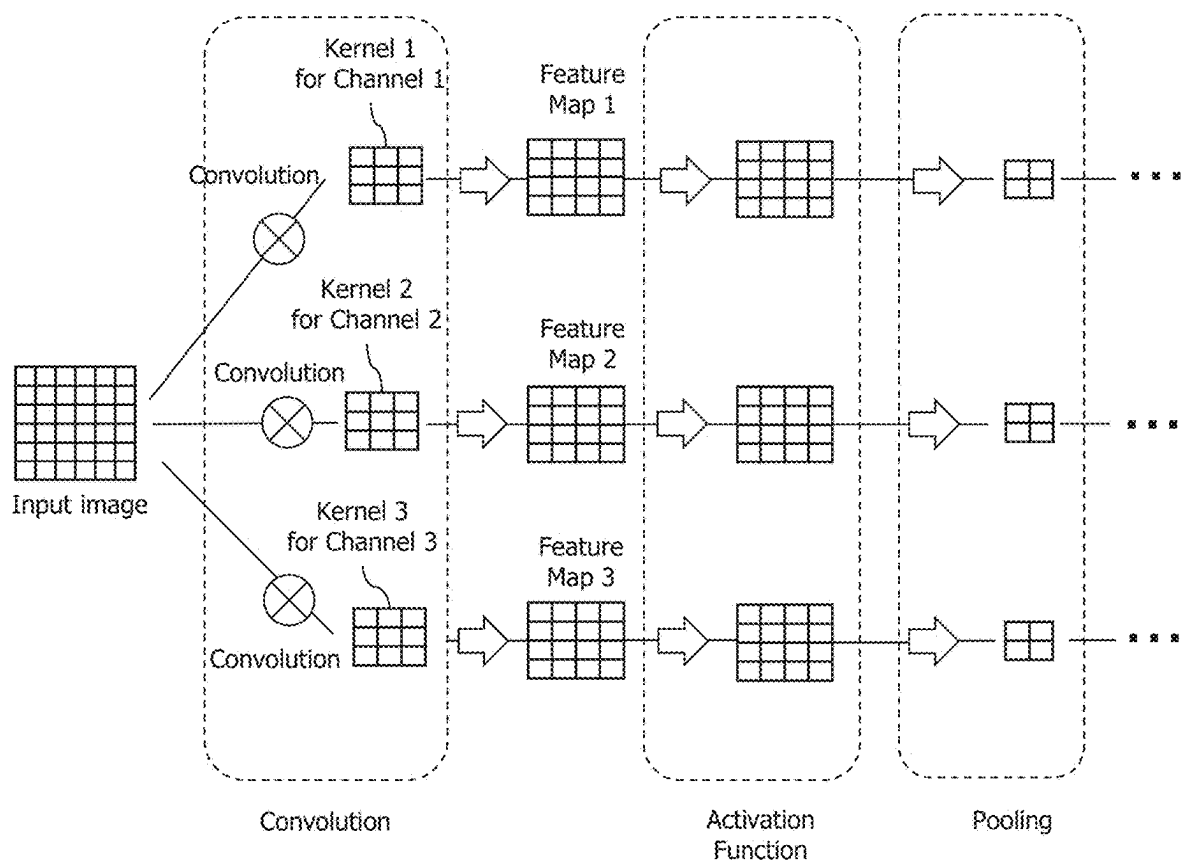 Kernel 1
for Channel 1
Feature
Map 1
Convolution
Kernel 2
for Channel 2
Feature
Map 2
Convolution
Input image
Kernel 3
for Channel 3
Feature
Map 3
Convolution
Convolution
Activation
Function
Pooling